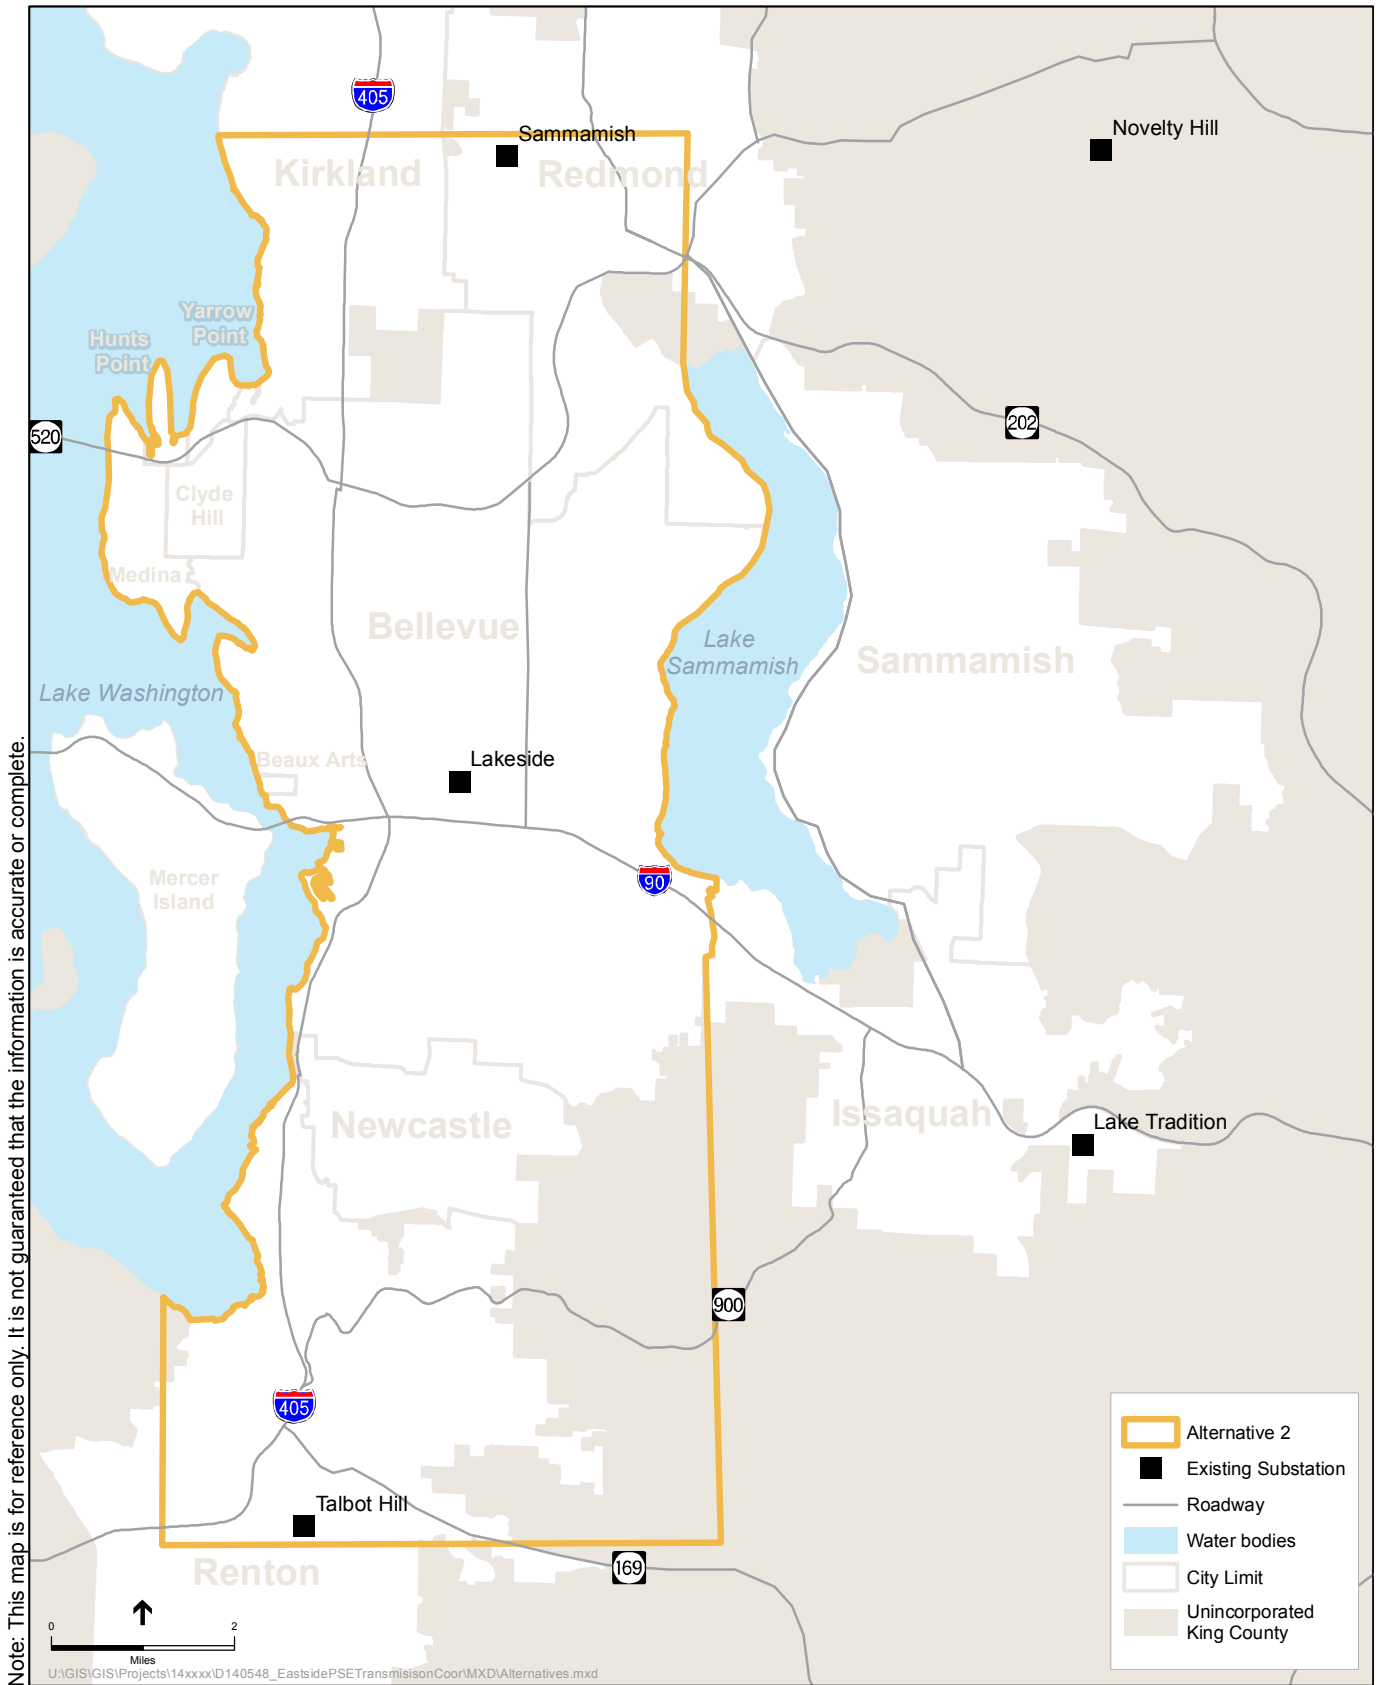 405
Sammamish
Novelty Hill
Kirkland
Redmond
Yarrow
Point
Hunts
Point
520
202
Clyde
Hill
Medina
Bellevue
Lake
Sammamish
Sammamish
Lake Washington
Beaux Arts
Lakeside
Mercer
Island
90
Newcastle
Issaquah
Lake Tradition
900
405
Talbot Hill
169
Renton
Alternative 2
Existing Substation
Roadway
Water bodies
City Limit
Unincorporated
King County
0 2
Miles
U:\GIS\GIS\Projects\14xxxx\D140548_EastsidePSETransmisisonCoor\MXD\Alternatives.mxd
Note: This map is for reference only. It is not guaranteed that the information is accurate or complete.